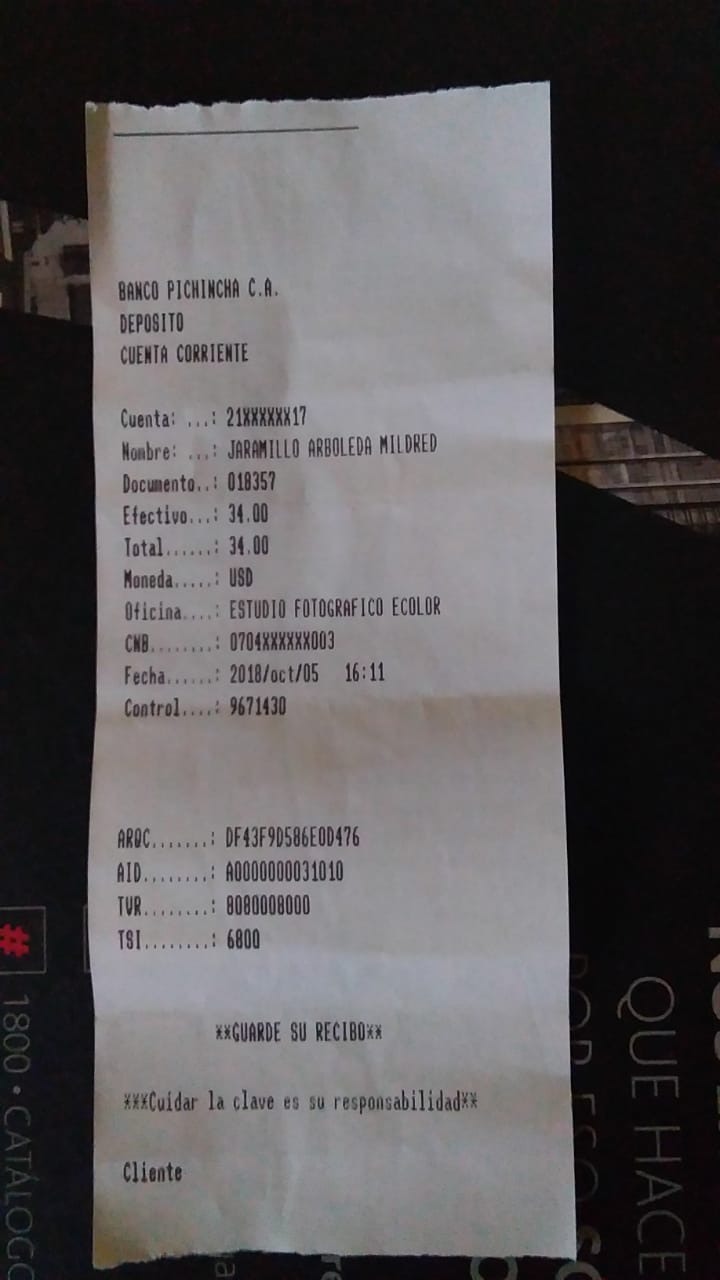 BANCO PICHINCHA C.A.
DEPOSITO
CUENTA CORRIENTE
Cuenta: ...: 21XXXXXX17
Nombre: ...: JARAMILLO ARBOLEDA MILDRED
Documento..: 018357
Efectivo...: 34.00
Total......: 34.00
Moneda.....: USD
Oficina....: ESTUDIO FOTOGRAFICO ECOLOR
CNB........: 0704XXXXXX003
Fecha......: 2018/oct/05 16:11
Control....: 9671430
ARQC.......: DF43F9D586E0D476
AID........: A0000000031010
TVR........: 8080008000
TSI........: 6800
**GUARDE SU RECIBO**
***Cuidar la clave es su responsabilidad**
Cliente
# 1800 • CATÁLOGO
QUE HACE
POR ESO